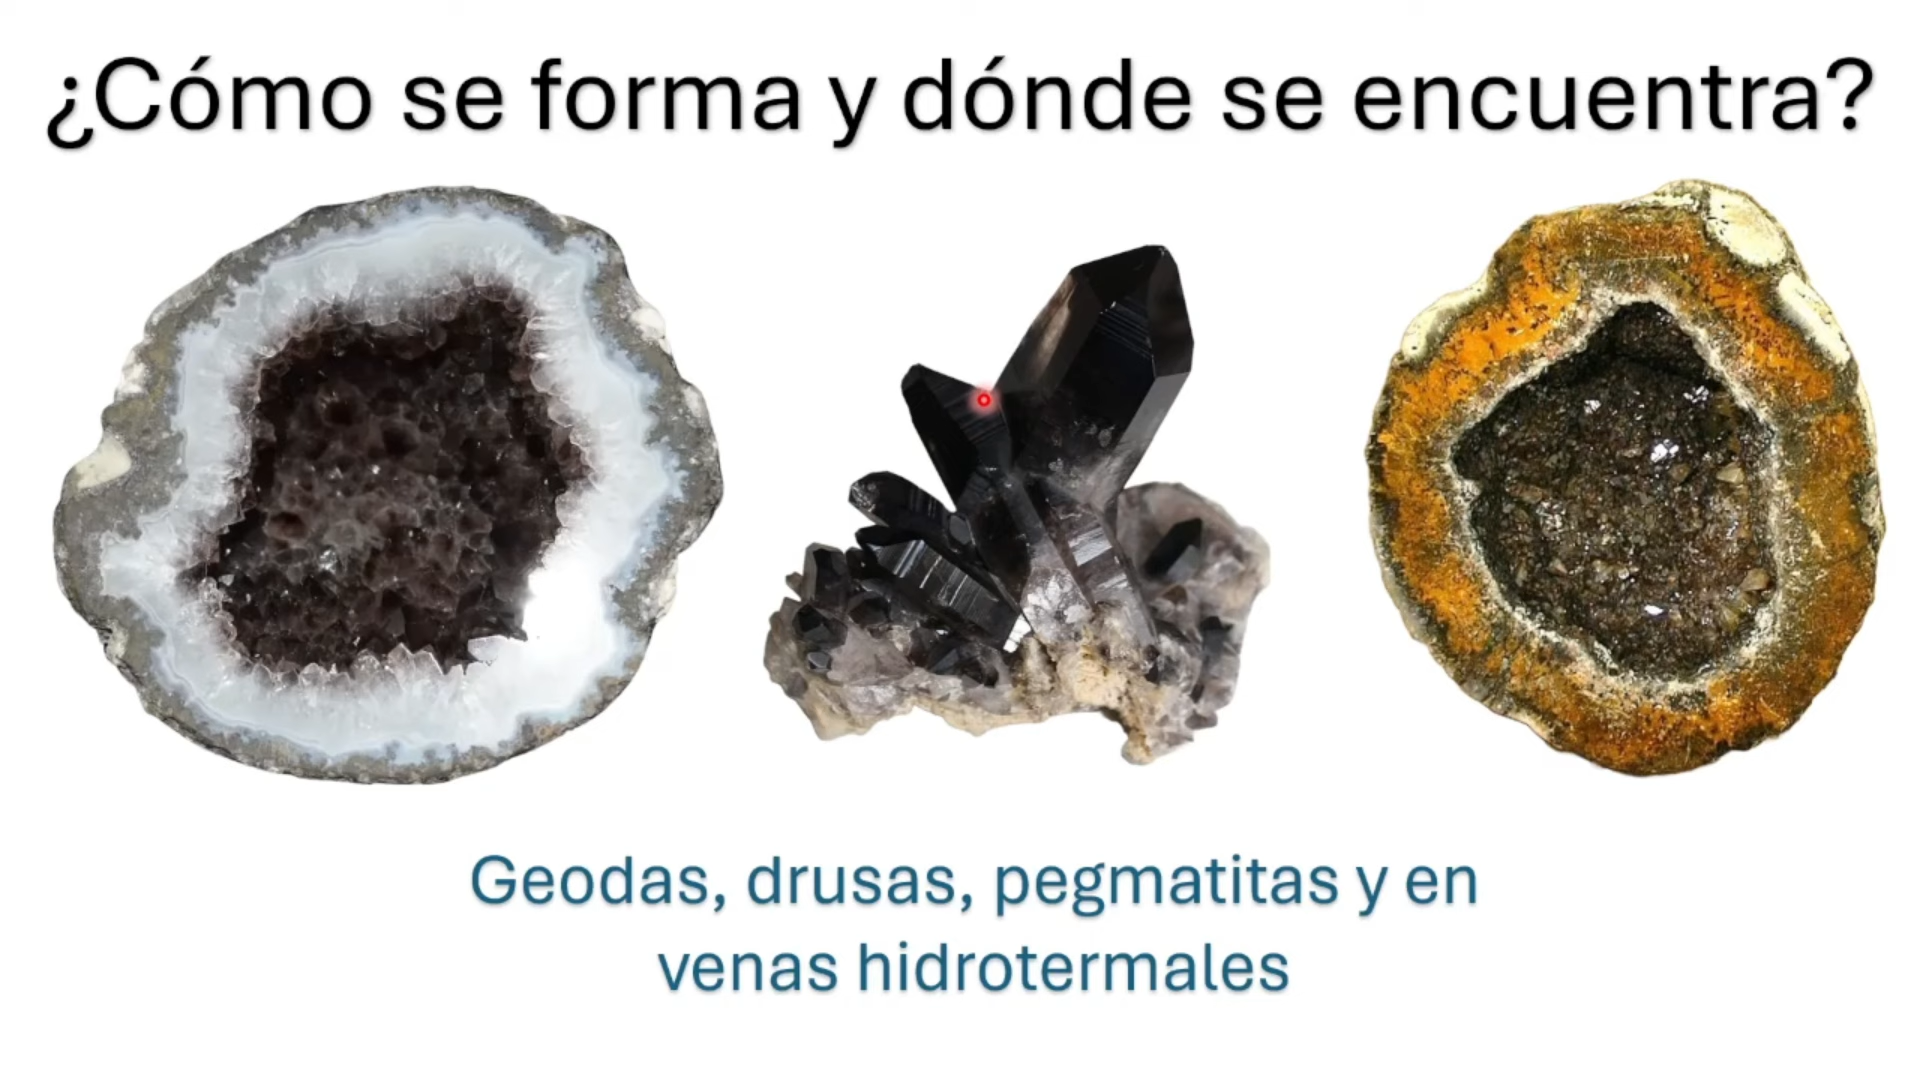 ¿Cómo se forma y dónde se encuentra?
Geodas, drusas, pegmatitas y en
venas hidrotermales